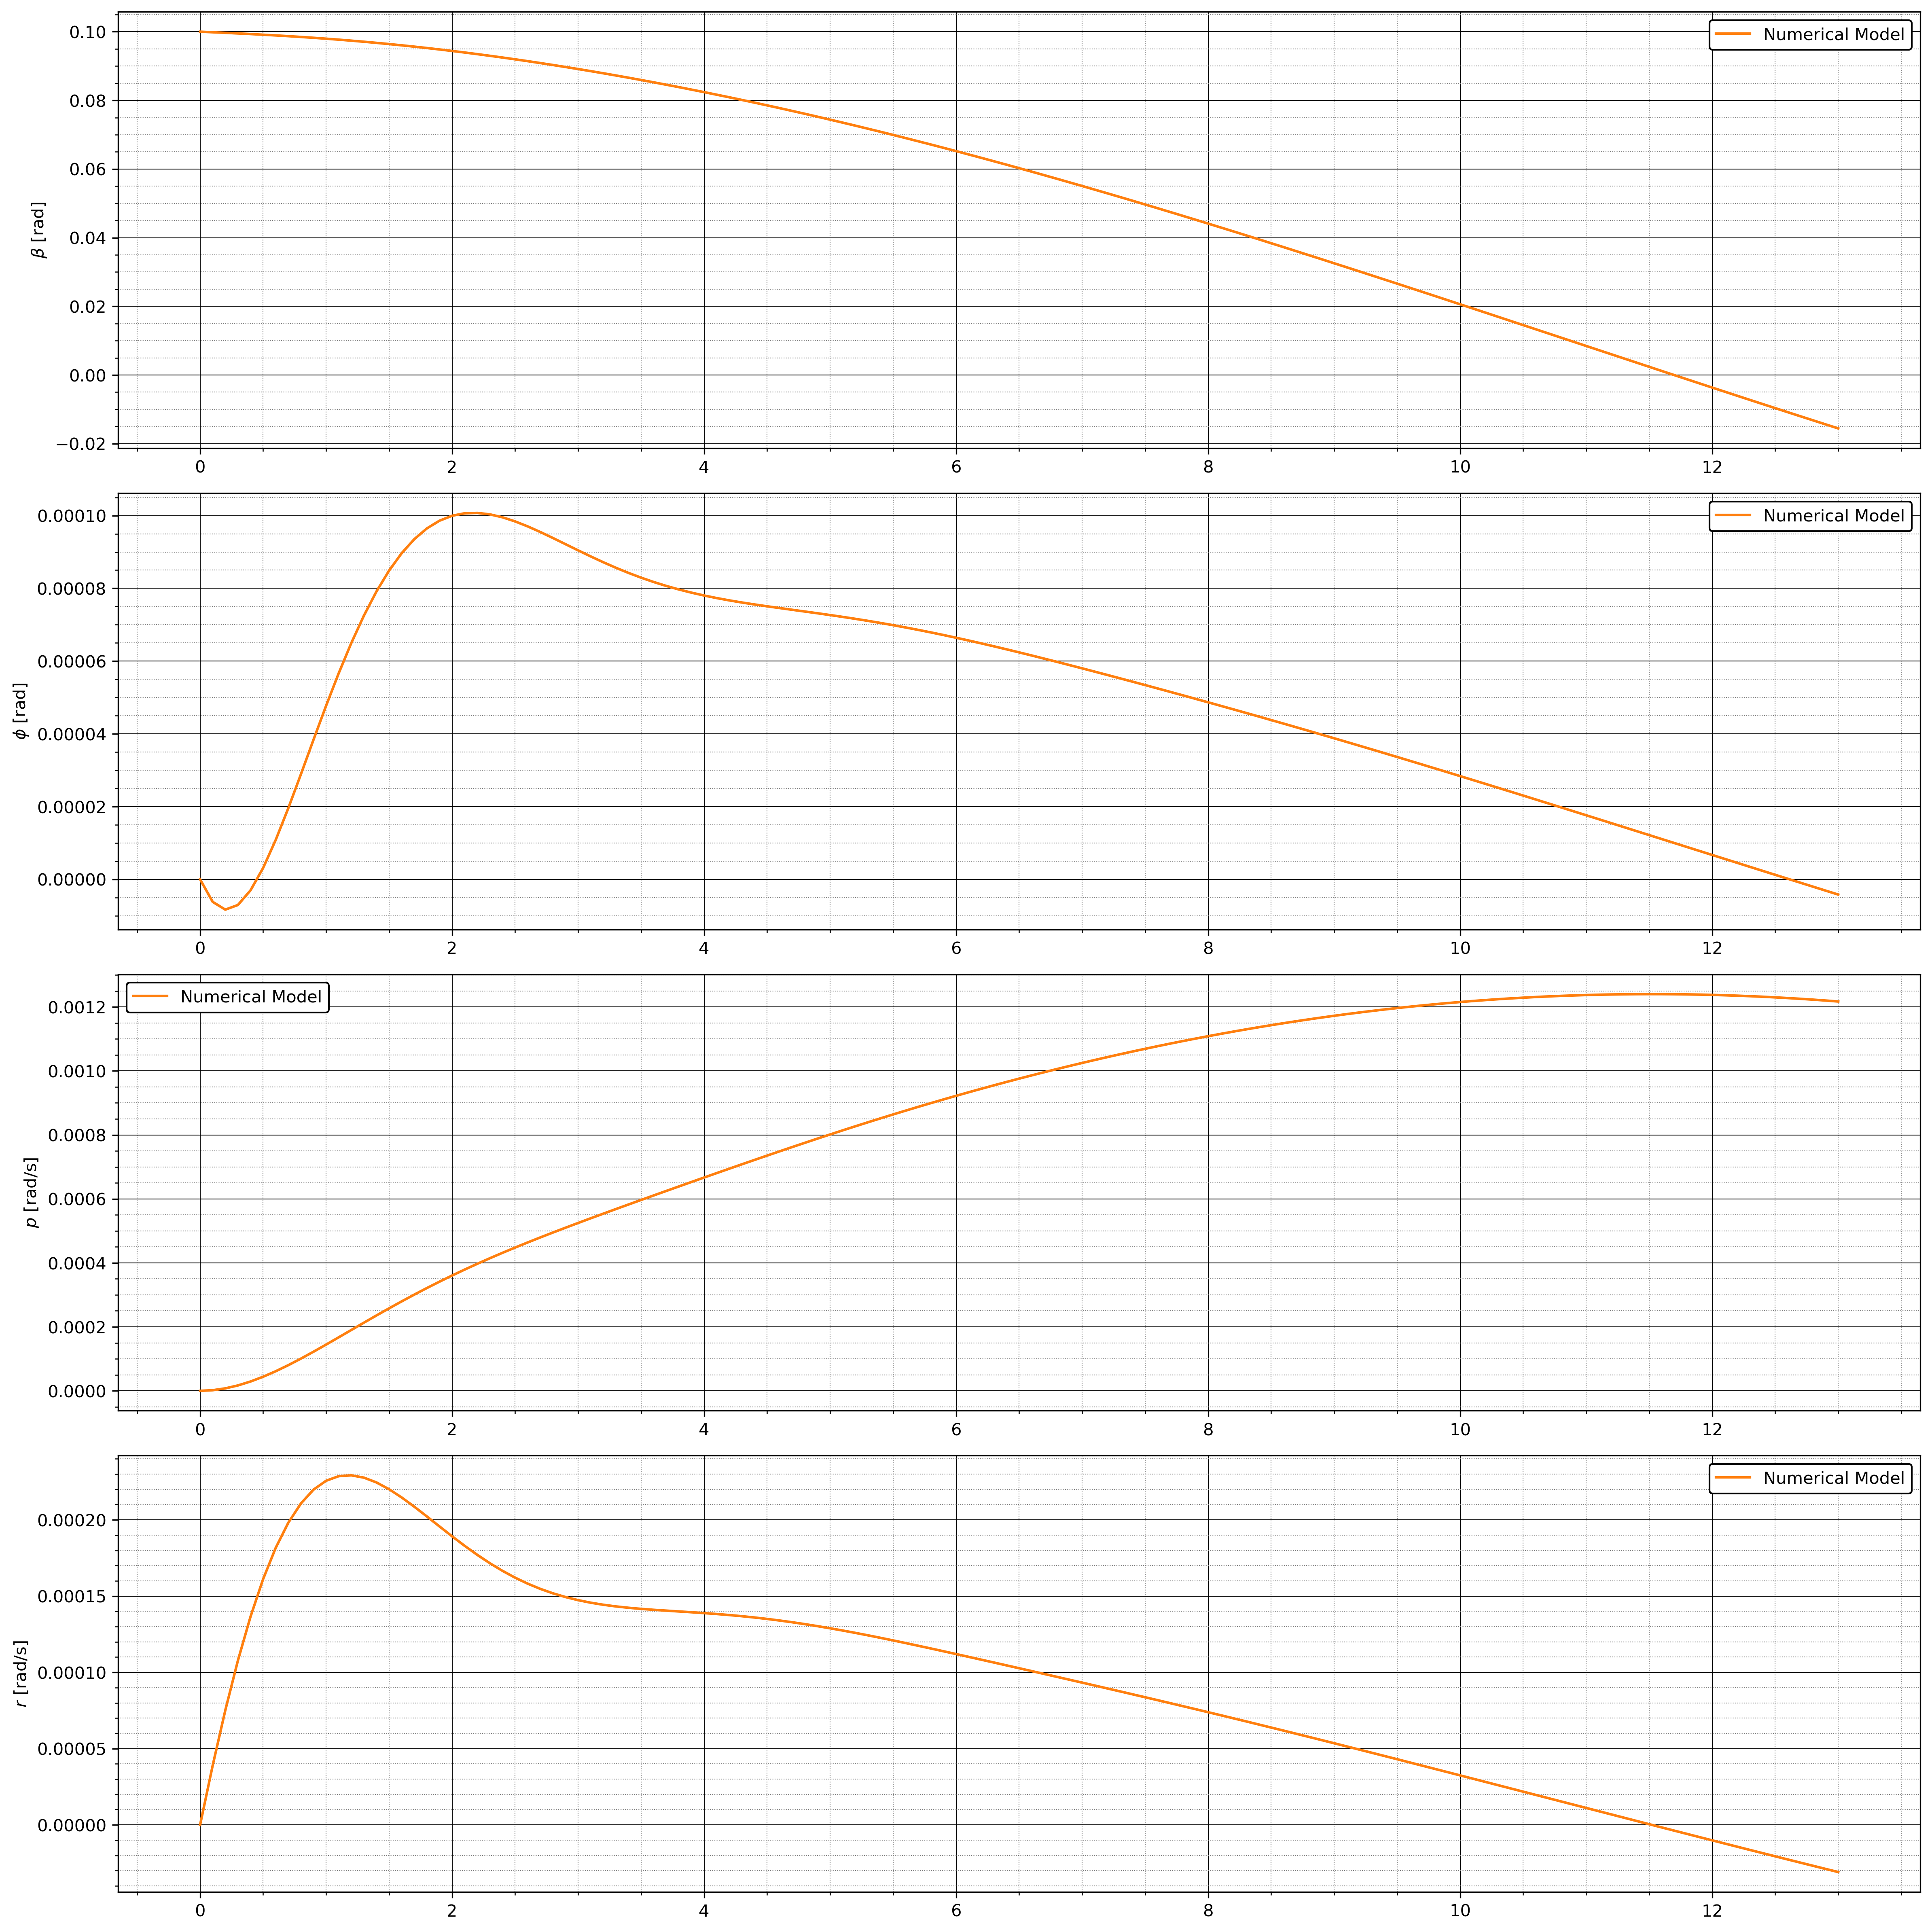 Numerical Model
β [rad]
0.10
0.08
0.06
0.04
0.02
0.00
−0.02
0 2 4 6 8 10 12
Numerical Model
ϕ [rad]
0.00010
0.00008
0.00006
0.00004
0.00002
0.00000
0 2 4 6 8 10 12
Numerical Model
p [rad/s]
0.0012
0.0010
0.0008
0.0006
0.0004
0.0002
0.0000
0 2 4 6 8 10 12
Numerical Model
r [rad/s]
0.00020
0.00015
0.00010
0.00005
0.00000
0 2 4 6 8 10 12